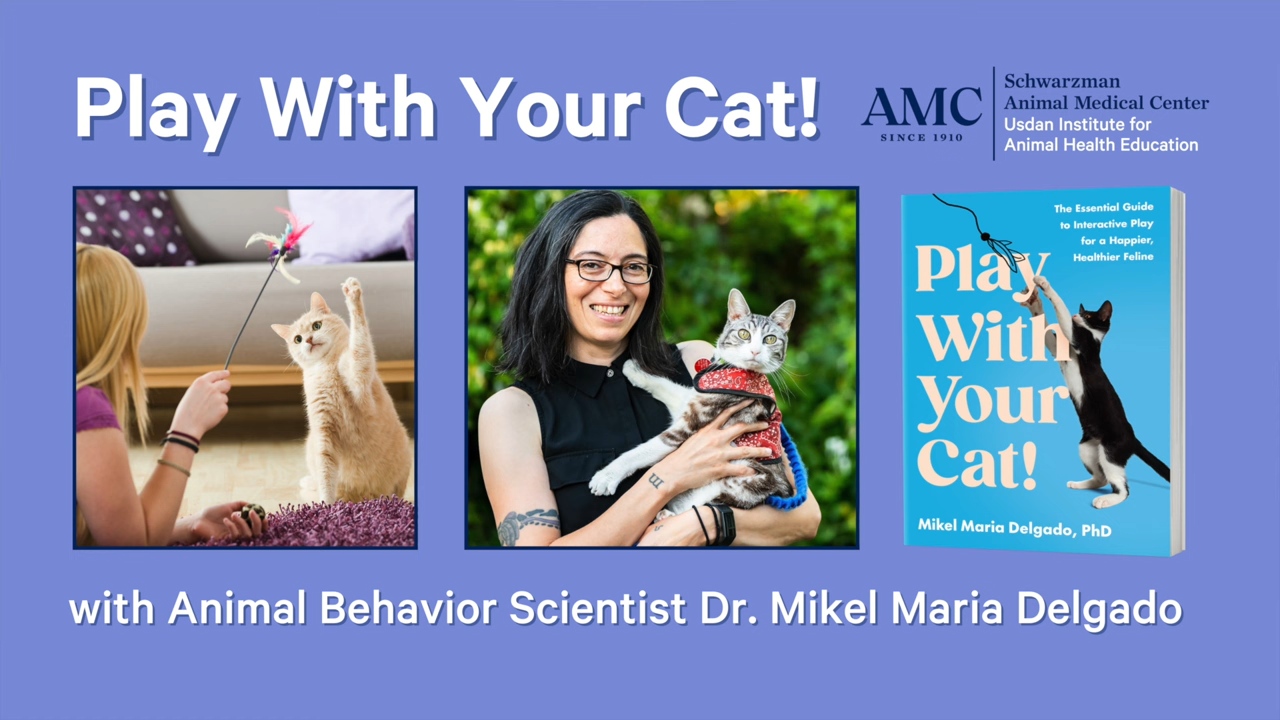 Play With Your Cat!
AMC
SINCE 1910
Schwarzman
Animal Medical Center
Usdan Institute for
Animal Health Education
The Essential Guide
to Interactive Play
for a Happier,
Healthier Feline
Play
With
Your
Cat!
Mikel Maria Delgado, PhD
with Animal Behavior Scientist Dr. Mikel Maria Delgado